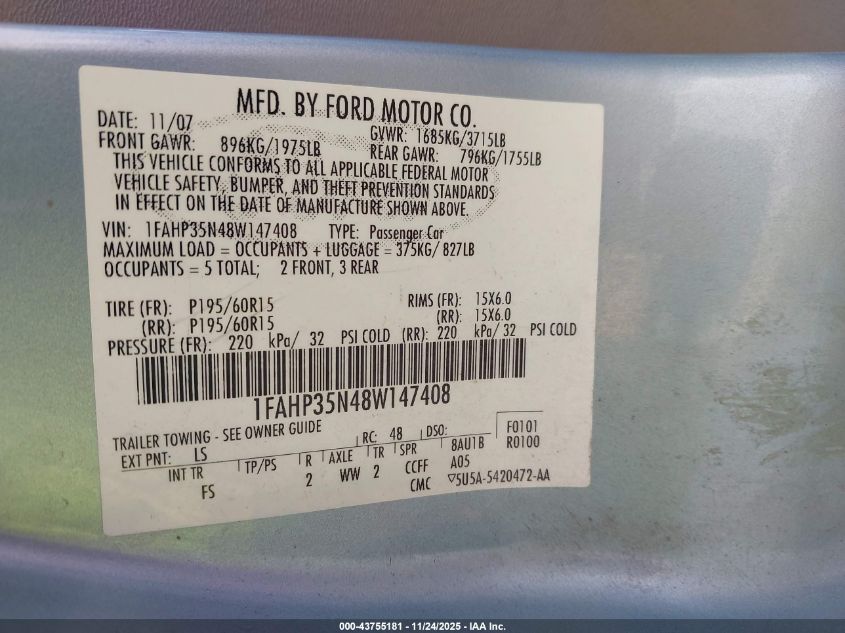 MFD. BY FORD MOTOR CO.
DATE: 11/07 GVWR: 1685KG/3715LB
FRONT GAWR: 896KG/1975LB REAR GAWR: 796KG/1755LB
THIS VEHICLE CONFORMS TO ALL APPLICABLE FEDERAL MOTOR
VEHICLE SAFETY, BUMPER, AND THEFT PREVENTION STANDARDS
IN EFFECT ON THE DATE OF MANUFACTURE SHOWN ABOVE.
VIN: 1FAHP35N48W147408 TYPE: Passenger Car
MAXIMUM LOAD = OCCUPANTS + LUGGAGE = 375KG/ 827LB
OCCUPANTS = 5 TOTAL; 2 FRONT, 3 REAR
TIRE (FR): P195/60R15 RIMS (FR): 15X6.0
(RR): P195/60R15 (RR): 15X6.0
PRESSURE (FR): 220 kPa/ 32 PSI COLD (RR): 220 kPa/ 32 PSI COLD
1FAHP35N48W147408
TRAILER TOWING - SEE OWNER GUIDE RC: 48 DSO: F0101
EXT PNT: LS 8AU1B R0100
INT TR TP/PS R AXLE TR SPR A05
FS 2 WW 2 CCFF
CMC ▽5U5A-5420472-AA
000-43755181 - 11/24/2025 - IAA Inc.